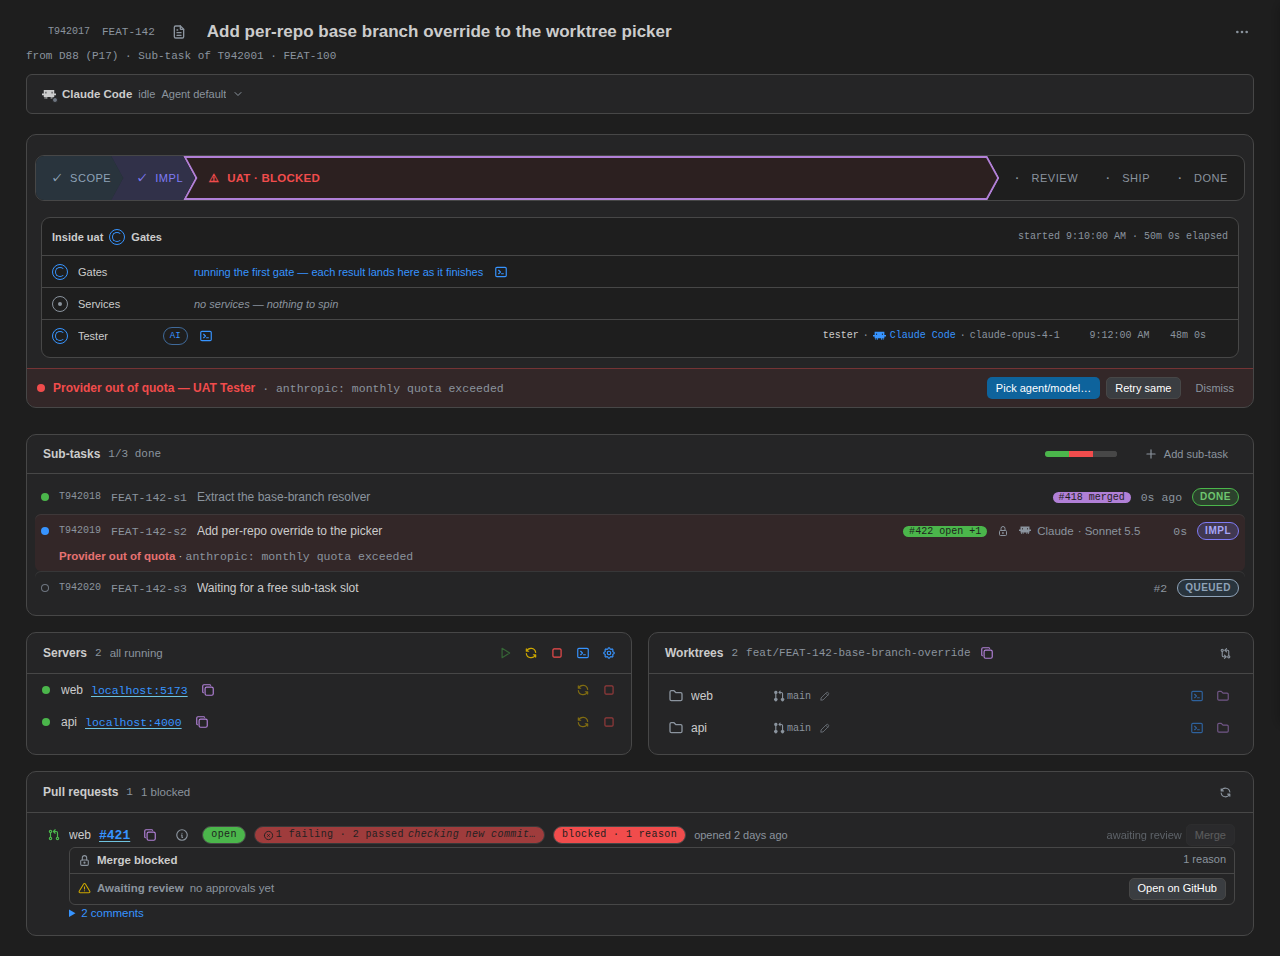 T942017 FEAT-142 Add per-repo base branch override to the worktree picker
from D88 (P17) · Sub-task of T942001 · FEAT-100
Claude Code idle Agent default
SCOPE IMPL UAT · BLOCKED · REVIEW · SHIP · DONE
Inside uat Gates started 9:10:00 AM · 50m 0s elapsed
Gates running the first gate — each result lands here as it finishes
Services no services — nothing to spin
Tester AI tester · Claude Code · claude-opus-4-1 9:12:00 AM 48m 0s
Provider out of quota — UAT Tester · anthropic: monthly quota exceeded Pick agent/model… Retry same Dismiss
Sub-tasks 1/3 done Add sub-task
T942018 FEAT-142-s1 Extract the base-branch resolver #418 merged 0s ago DONE
T942019 FEAT-142-s2 Add per-repo override to the picker #422 open +1 Claude · Sonnet 5.5 0s IMPL
Provider out of quota · anthropic: monthly quota exceeded
T942020 FEAT-142-s3 Waiting for a free sub-task slot #2 QUEUED
Servers 2 all running
web localhost:5173
api localhost:4000
Worktrees 2 feat/FEAT-142-base-branch-override
web main
api main
Pull requests 1 1 blocked
web #421 open 1 failing · 2 passed checking new commit… blocked · 1 reason opened 2 days ago awaiting review Merge
Merge blocked 1 reason
Awaiting review no approvals yet Open on GitHub
2 comments